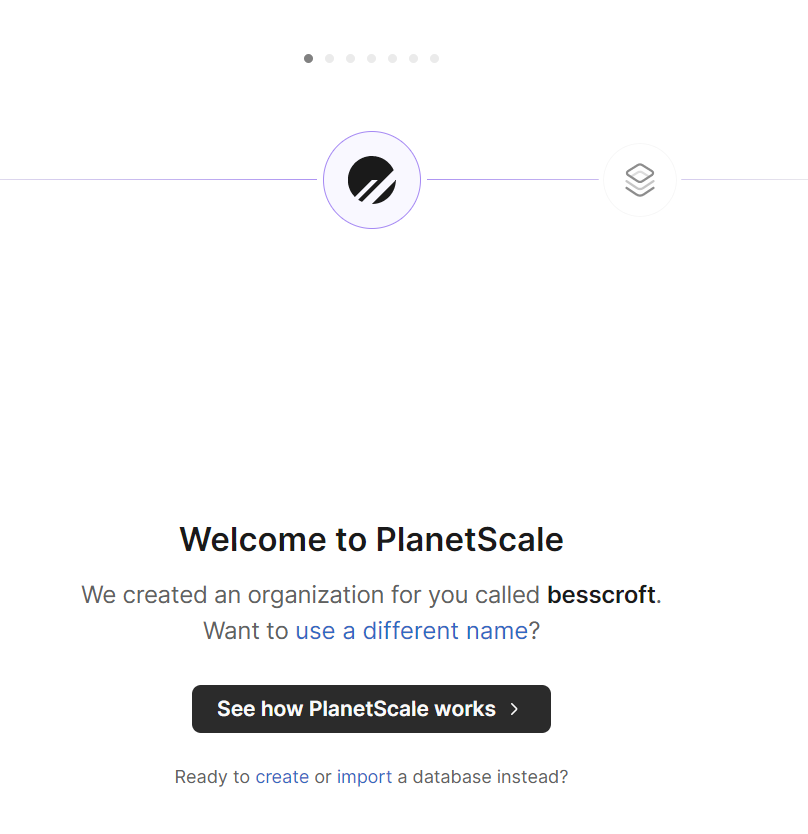 Welcome to PlanetScale
We created an organization for you called besscroft.
Want to use a different name?
See how PlanetScale works
Ready to create or import a database instead?